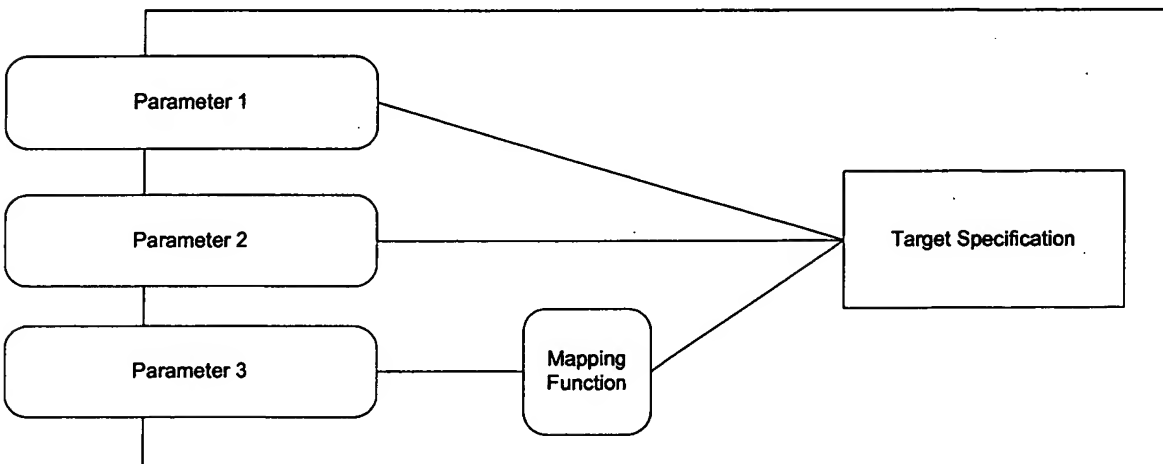 Parameter 1
Parameter 2
Target Specification
Parameter 3
Mapping
Function